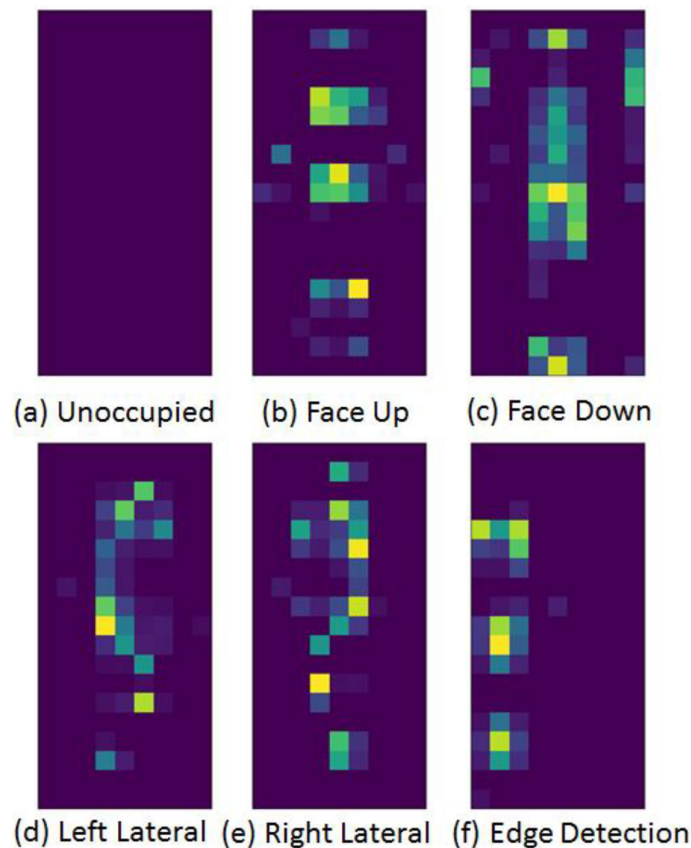 (a) Unoccupied (b) Face Up (c) Face Down
(d) Left Lateral (e) Right Lateral (f) Edge Detection